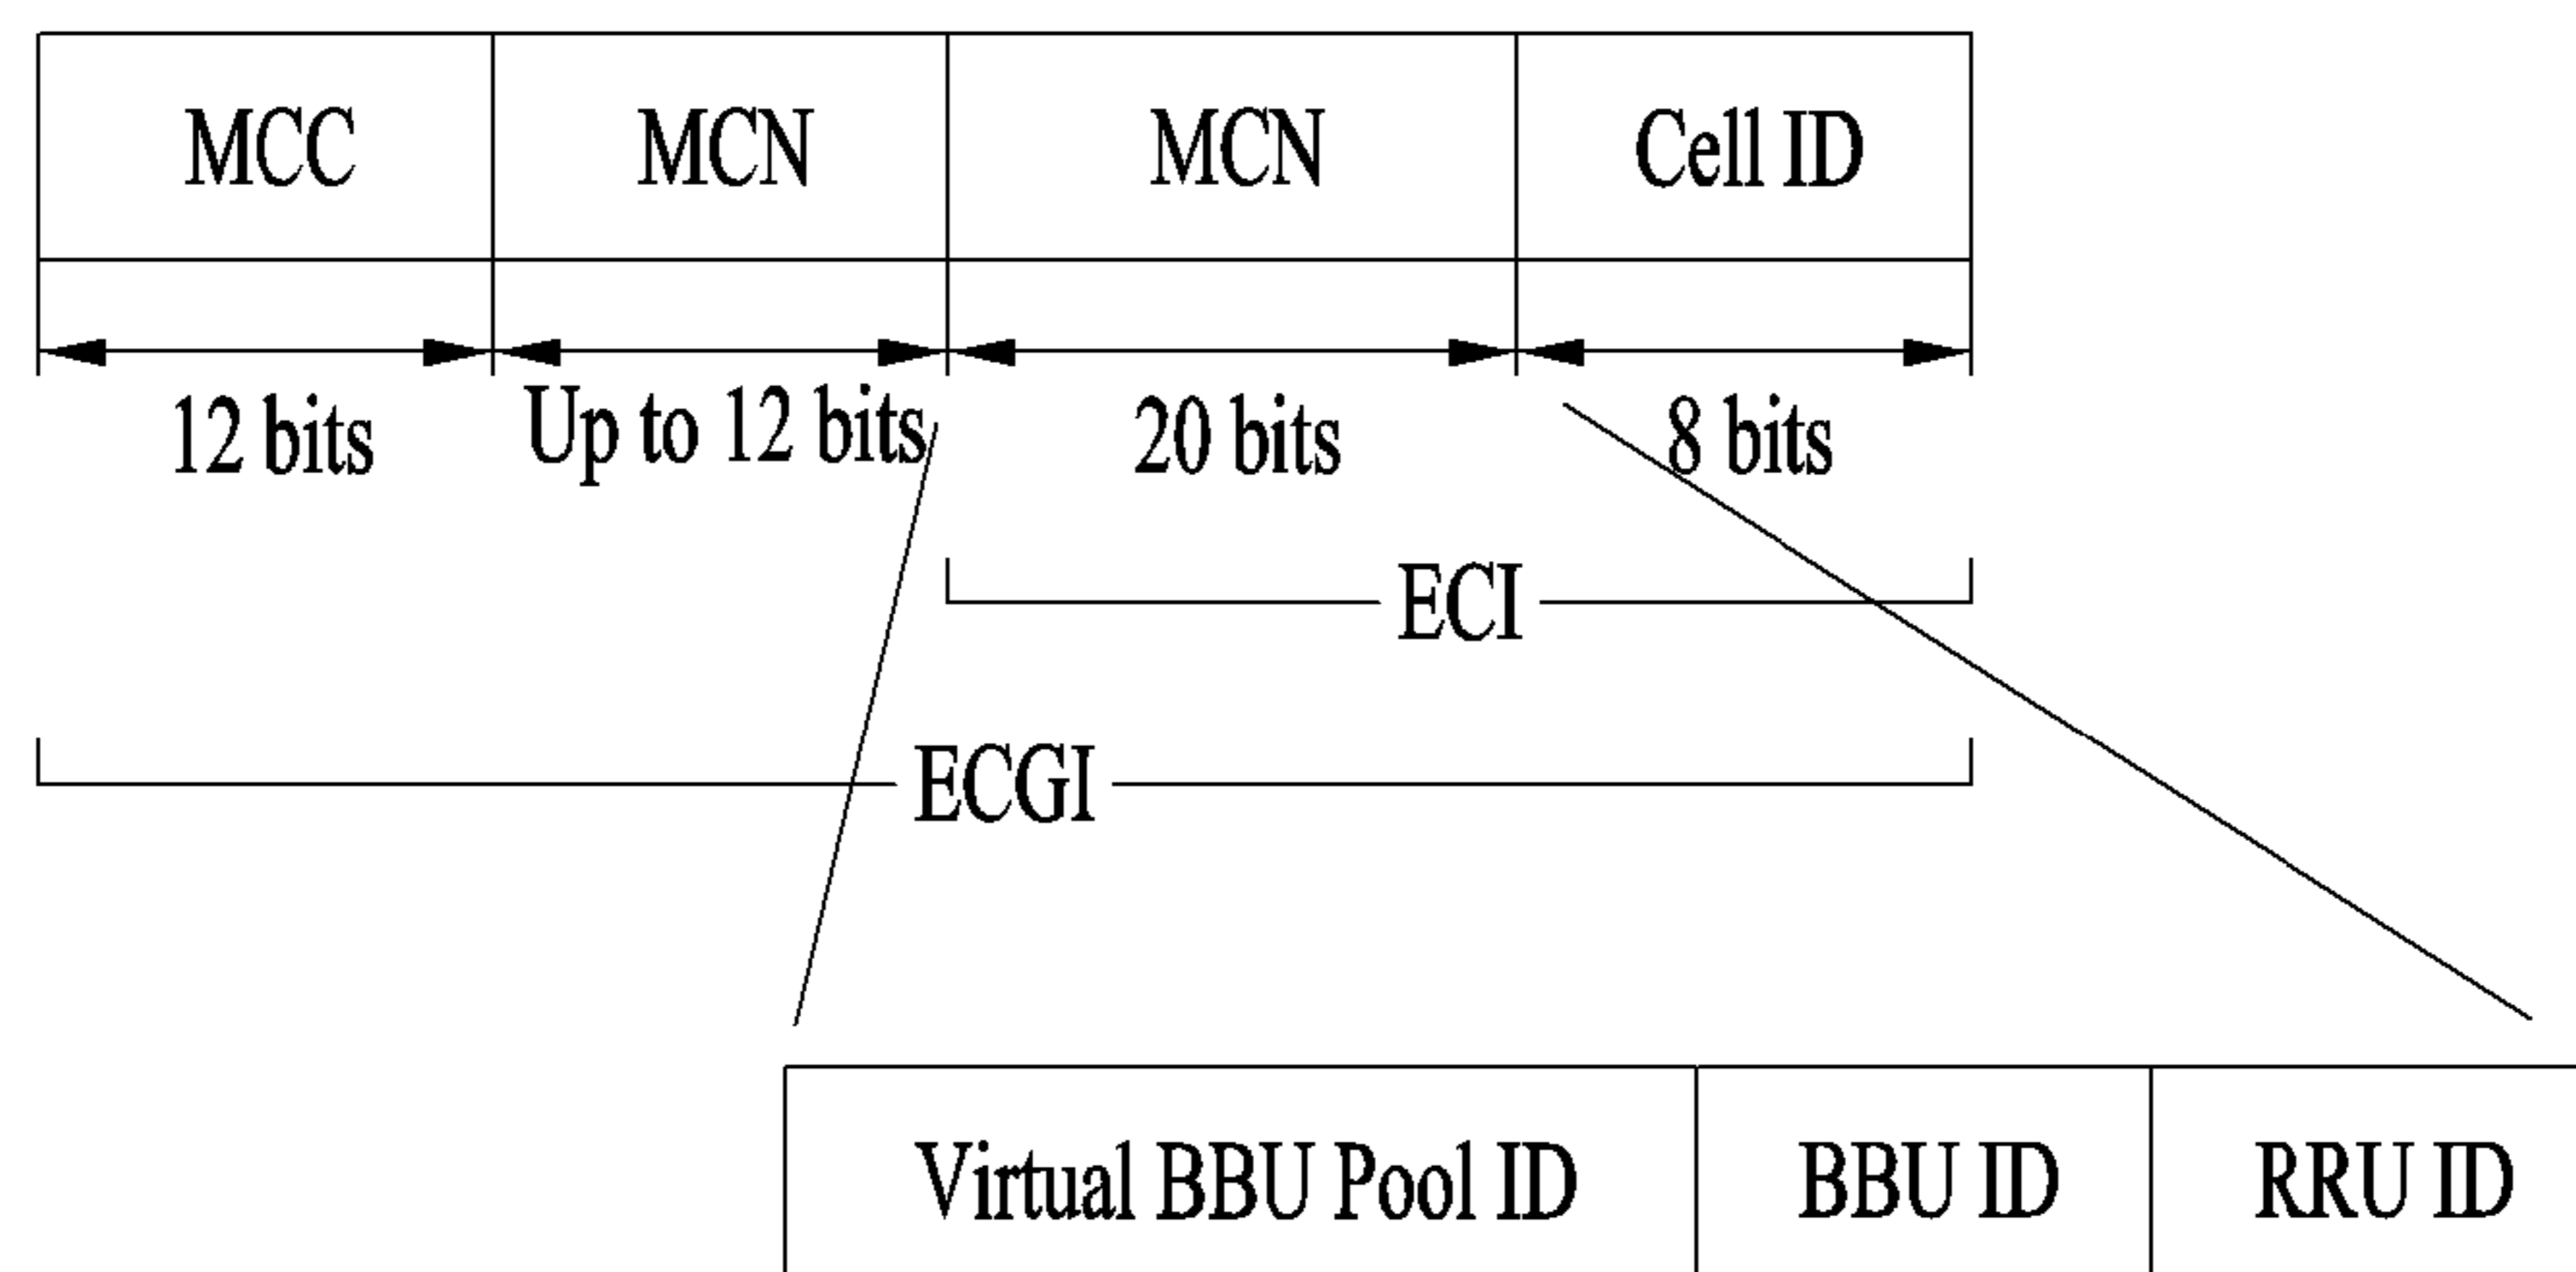 MCC MCN MCN Cell ID
12 bits Up to 12 bits 20 bits 8 bits
ECI
ECGI
Virtual BBU Pool ID BBU ID RRU ID